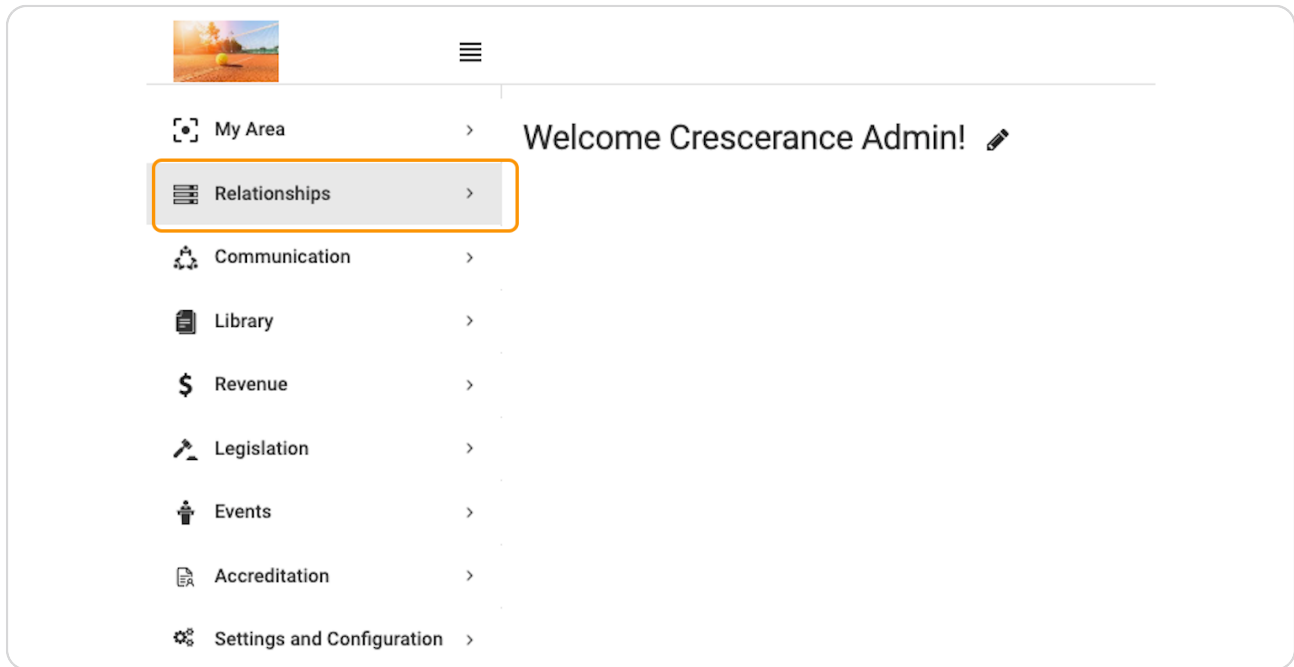 My Area
Welcome Crescerance Admin!
Relationships
Communication
Library
Revenue
Legislation
Events
Accreditation
Settings and Configuration